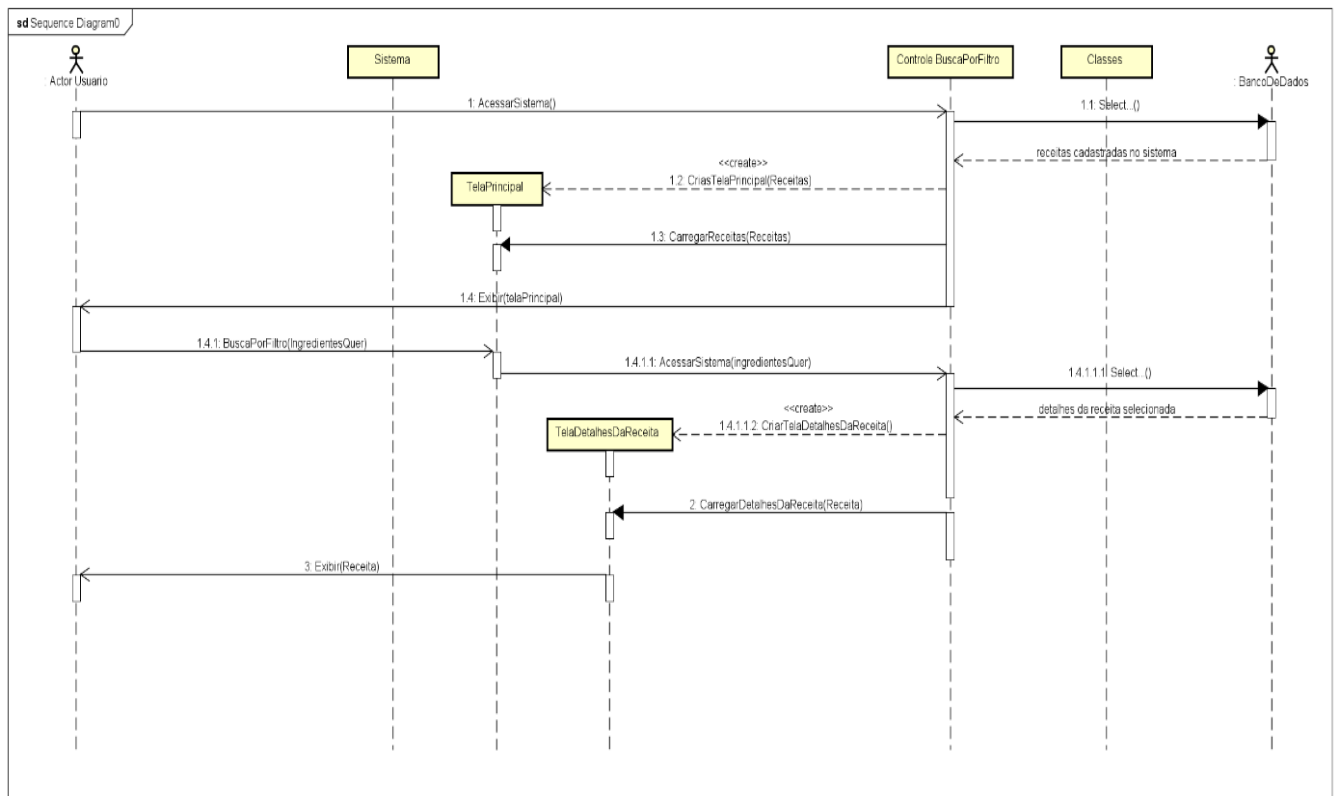 sd Sequence Diagram0
: Actor Usuario
Sistema
Controle BuscaPorFiltro
Classes
: BancoDeDados
1: AcessarSistema()
1.1: Select...()
receitas cadastradas no sistema
<<create>>
1.2: CriasTelaPrincipal(Receitas)
TelaPrincipal
1.3: CarregarReceitas(Receitas)
1.4: Exibir(telaPrincipal)
1.4.1: BuscaPorFiltro(IngredientesQuer)
1.4.1.1: AcessarSistema(ingredientesQuer)
1.4.1.1.1: Select...()
detalhes da receita selecionada
<<create>>
1.4.1.1.2: CriarTelaDetalhesDaReceita()
TelaDetalhesDaReceita
2: CarregarDetalhesDaReceita(Receita)
3: Exibir(Receita)